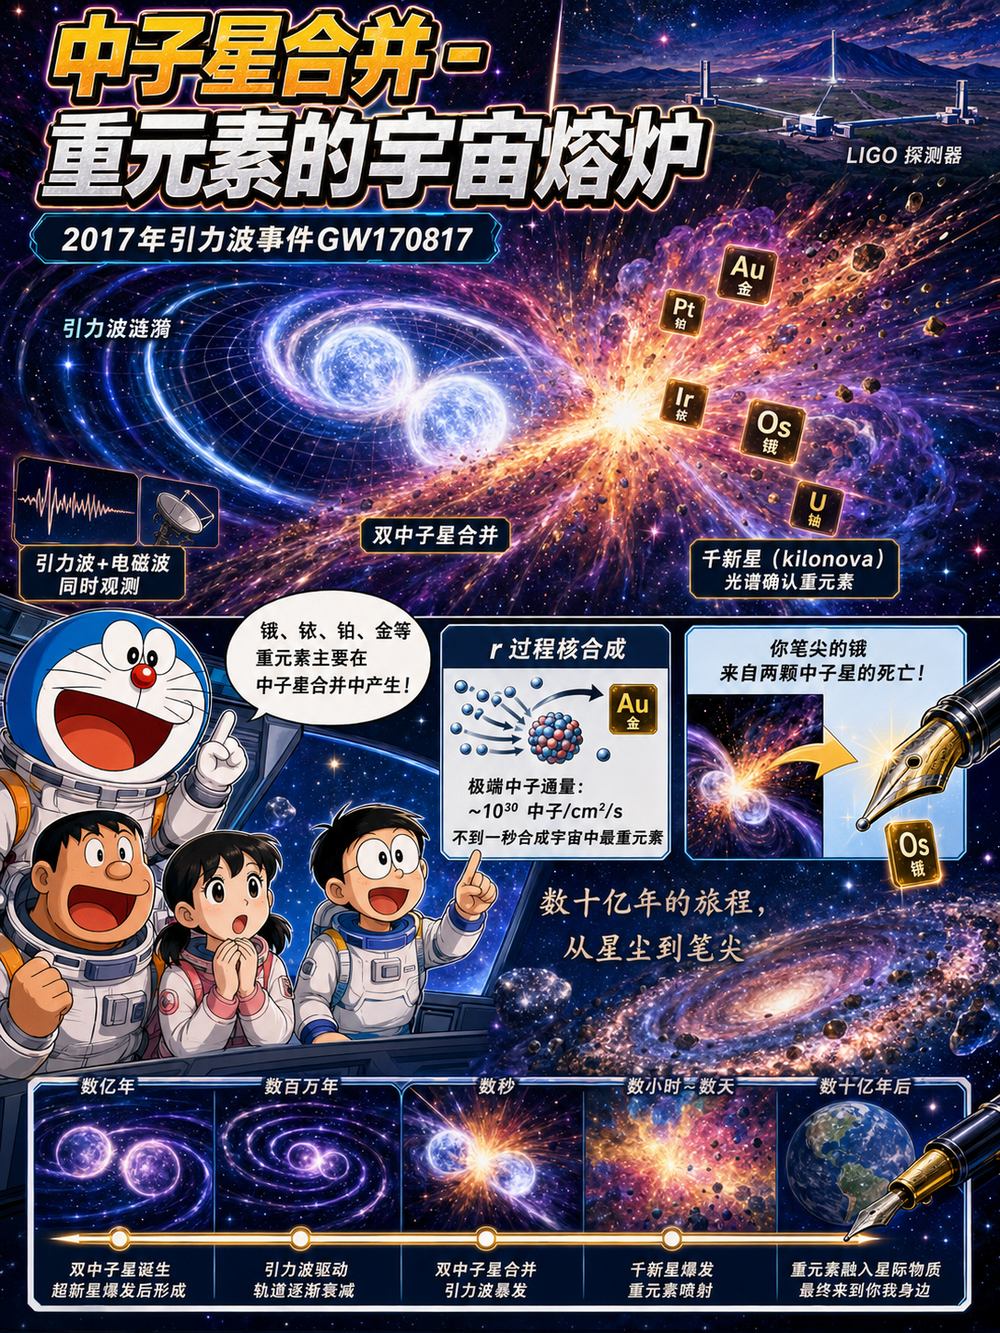 中子星合并-
重元素的宇宙熔炉
LIGO 探测器
2017年引力波事件GW170817
引力波涟漪
Au
金
Pt
铂
Ir
铱
Os
锇
U
铀
双中子星合并
引力波+电磁波
同时观测
千新星（kilonova）
光谱确认重元素
锇、铱、铂、金等
重元素主要在
中子星合并中产生！
r 过程核合成
Au
金
极端中子通量：
~10³⁰ 中子/cm²/s
不到一秒合成宇宙中最重元素
你笔尖的锇
来自两颗中子星的死亡！
Os
锇
数十亿年的旅程，
从星尘到笔尖
数亿年
数百万年
数秒
数小时~数天
数十亿年后
双中子星诞生
超新星爆发后形成
引力波驱动
轨道逐渐衰减
双中子星合并
引力波暴发
千新星爆发
重元素喷射
重元素融入星际物质
最终来到你我身边